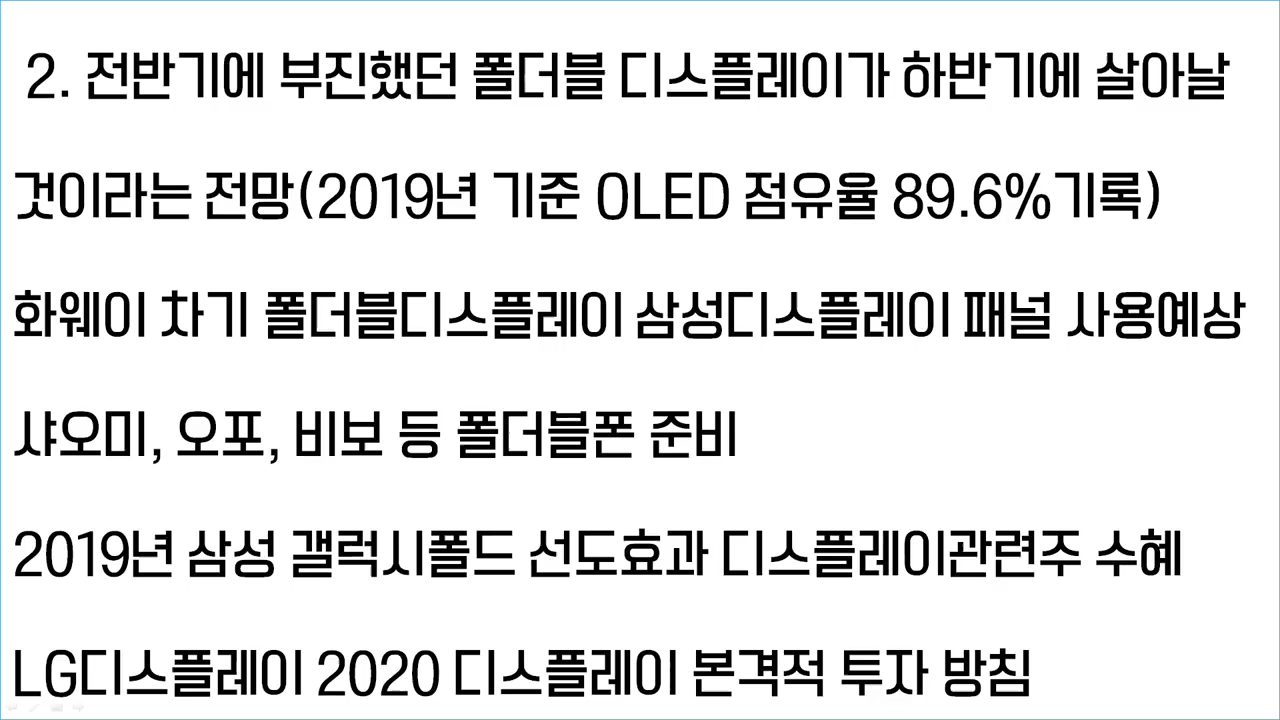 2. 전반기에 부진했던 폴더블 디스플레이가 하반기에 살아날
것이라는 전망(2019년 기준 OLED 점유율 89.6%기록)
화웨이 차기 폴더블디스플레이 삼성디스플레이 패널 사용예상
샤오미, 오포, 비보 등 폴더블폰 준비
2019년 삼성 갤럭시폴드 선도효과 디스플레이관련주 수혜
LG디스플레이 2020 디스플레이 본격적 투자 방침